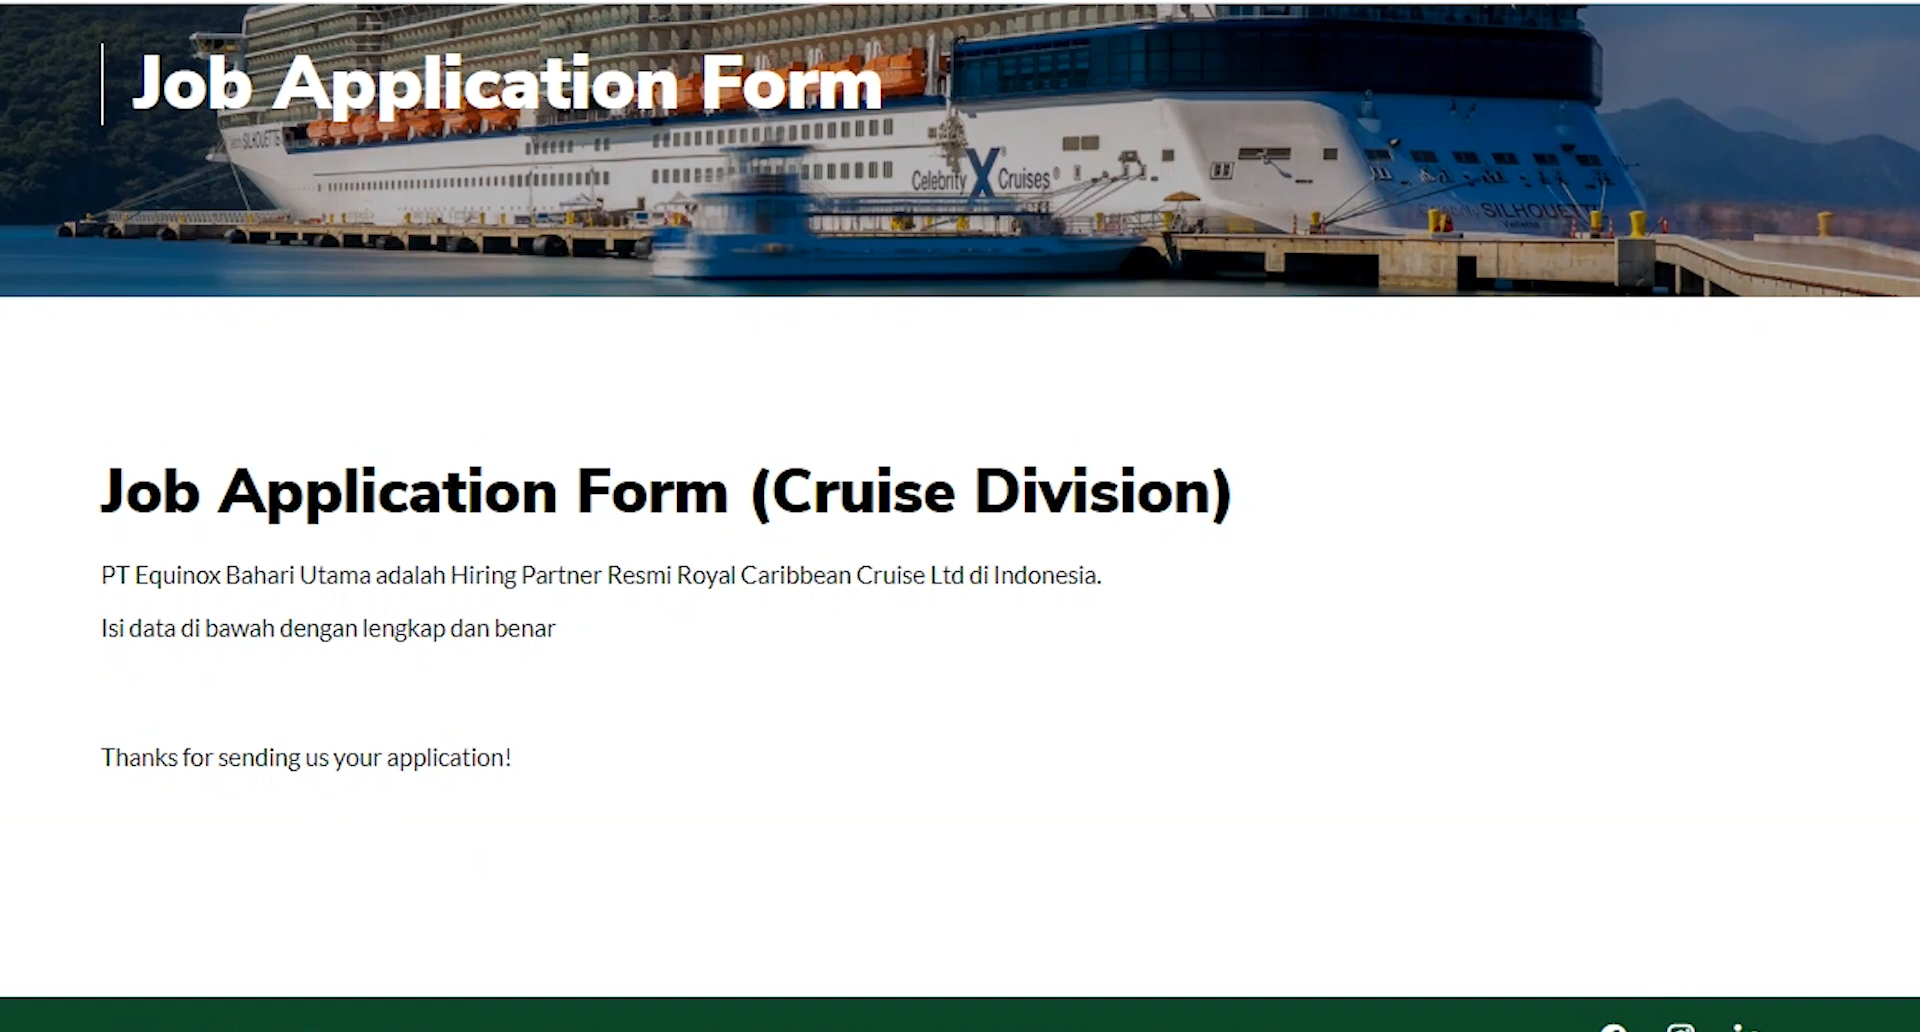 Job Application Form
SILHOUETTE
Celebrity X Cruises®
SILHOUETTE
Job Application Form (Cruise Division)
PT Equinox Bahari Utama adalah Hiring Partner Resmi Royal Caribbean Cruise Ltd di Indonesia.
Isi data di bawah dengan lengkap dan benar
Thanks for sending us your application!